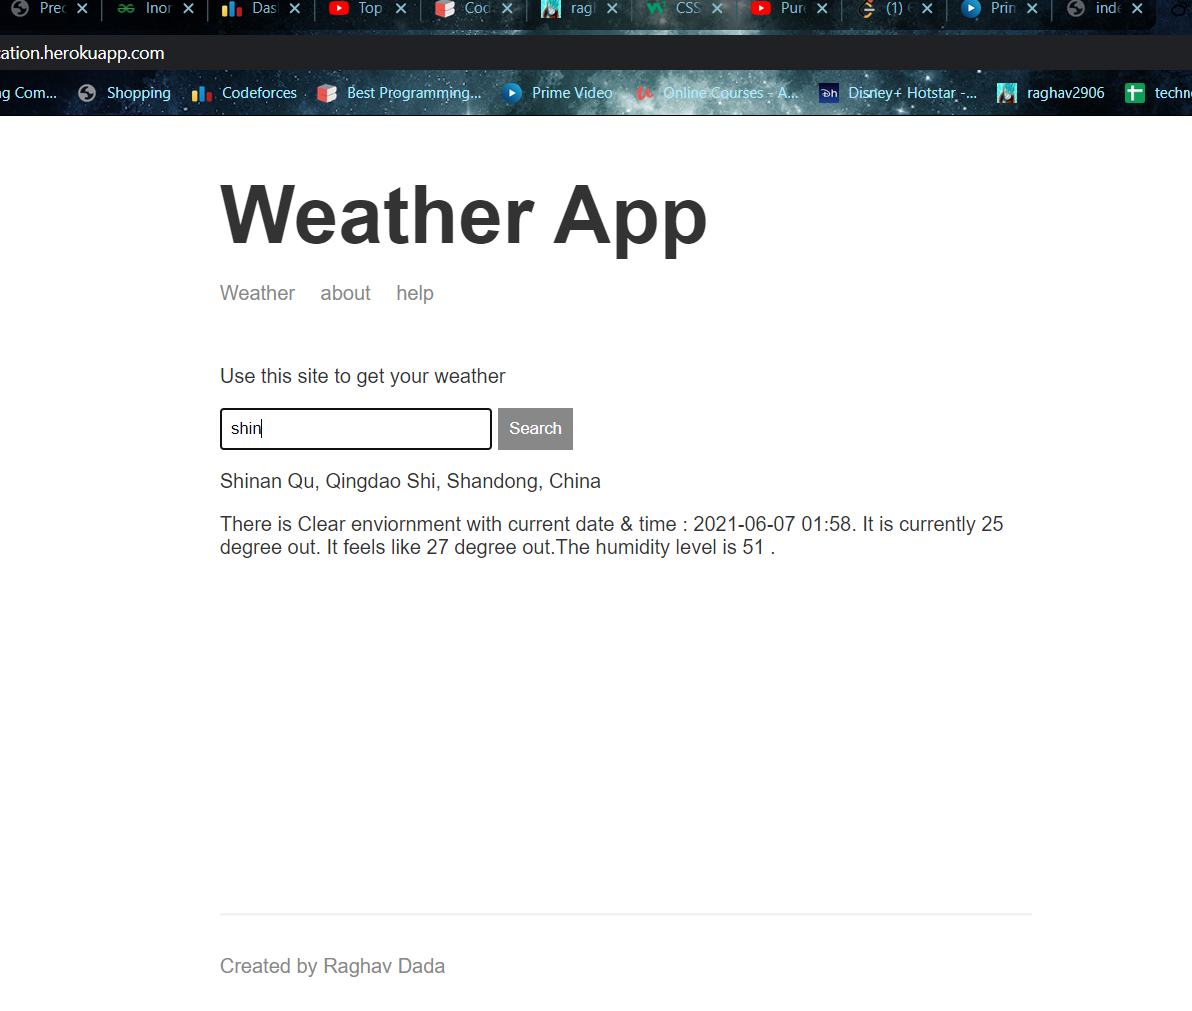 Prec Inor Das Top Cod ragl CSS Pur (1) Prin inde
cation.herokuapp.com
ng Com... Shopping Codeforces Best Programming... Prime Video Online Courses - A... Disney+ Hotstar -... raghav2906 techn
Weather App
Weather about help
Use this site to get your weather
shin Search
Shinan Qu, Qingdao Shi, Shandong, China
There is Clear enviornment with current date & time : 2021-06-07 01:58. It is currently 25
degree out. It feels like 27 degree out.The humidity level is 51 .
Created by Raghav Dada